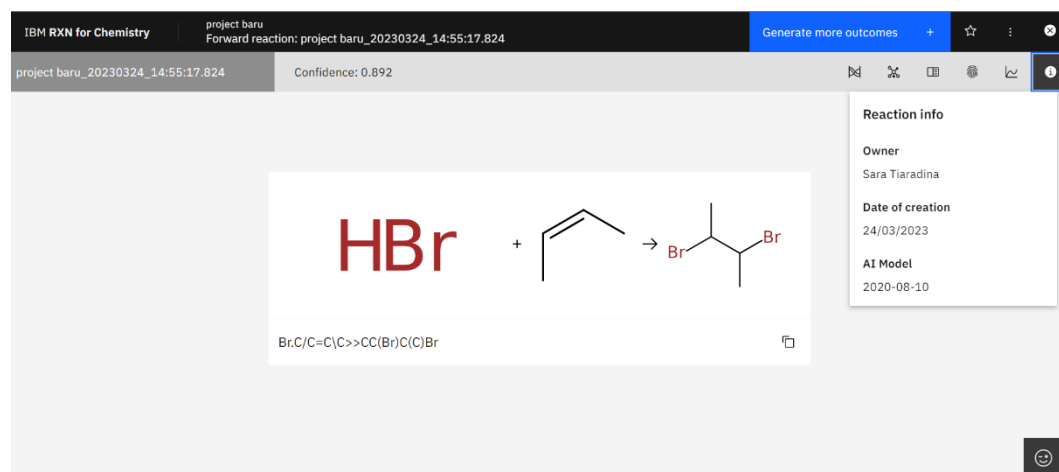 IBM RXN for Chemistry
project baru
Forward reaction: project baru_20230324_14:55:17.824
Generate more outcomes +
project baru_20230324_14:55:17.824
Confidence: 0.892
Reaction info
Owner
Sara Tiaradina
Date of creation
24/03/2023
AI Model
2020-08-10
HBr + → Br Br
Br.C/C=C\C>>CC(Br)C(C)Br